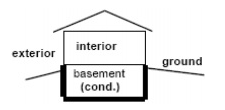 interior
exterior
ground
basement
(cond.)